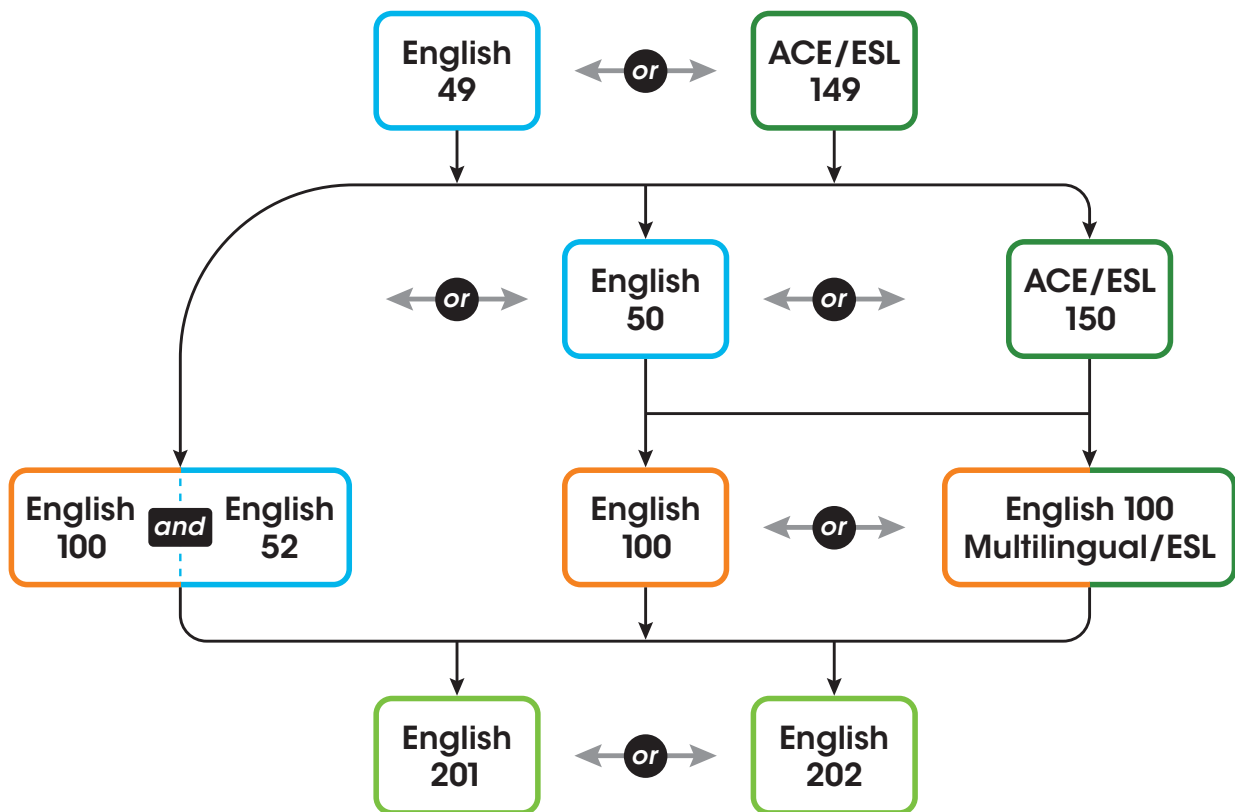 English
49
or
ACE/ESL
149
or
English
50
or
ACE/ESL
150
English
100
and
English
52
English
100
or
English 100
Multilingual/ESL
English
201
or
English
202